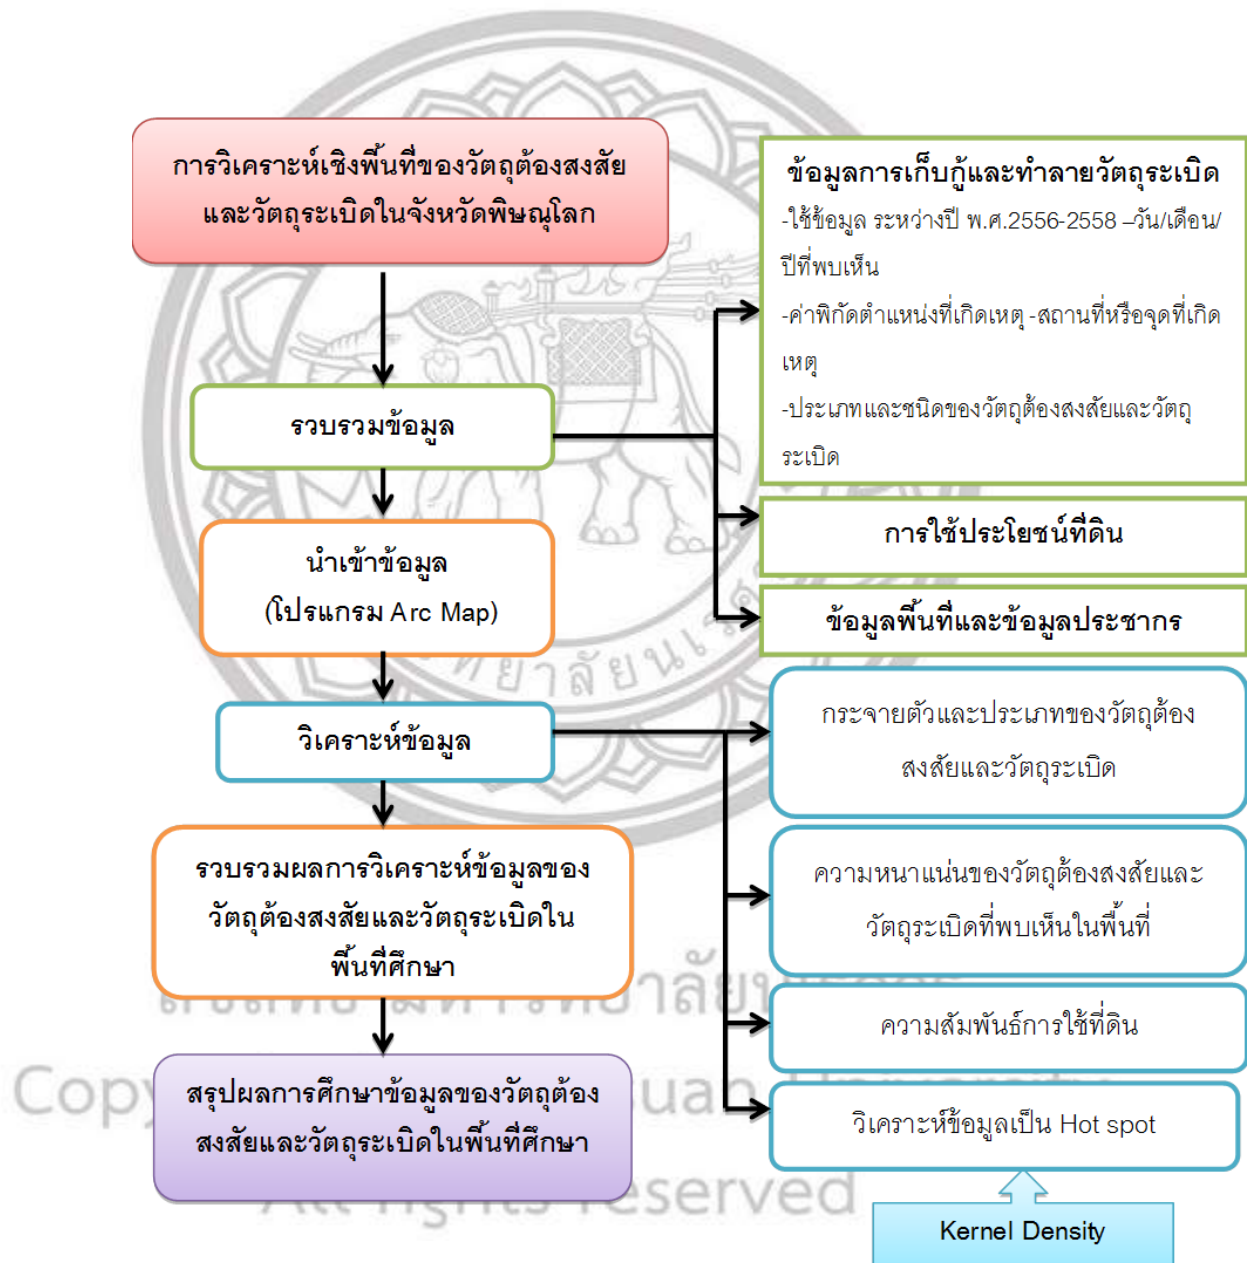 การวิเคราะห์เชิงพื้นที่ของวัตถุต้องสงสัย
และวัตถุระเบิดในจังหวัดพิษณุโลก
รวบรวมข้อมูล
ข้อมูลการเก็บกู้และทำลายวัตถุระเบิด
-ใช้ข้อมูล ระหว่างปี พ.ศ.2556-2558 –วัน/เดือน/
ปีที่พบเห็น
-ค่าพิกัดตำแหน่งที่เกิดเหตุ -สถานที่หรือจุดที่เกิด
เหตุ
-ประเภทและชนิดของวัตถุต้องสงสัยและวัตถุ
ระเบิด
การใช้ประโยชน์ที่ดิน
ข้อมูลพื้นที่และข้อมูลประชากร
นำเข้าข้อมูล
(โปรแกรม Arc Map)
วิเคราะห์ข้อมูล
กระจายตัวและประเภทของวัตถุต้อง
สงสัยและวัตถุระเบิด
ความหนาแน่นของวัตถุต้องสงสัยและ
วัตถุระเบิดที่พบเห็นในพื้นที่
ความสัมพันธ์การใช้ที่ดิน
วิเคราะห์ข้อมูลเป็น Hot spot
Kernel Density
รวบรวมผลการวิเคราะห์ข้อมูลของ
วัตถุต้องสงสัยและวัตถุระเบิดใน
พื้นที่ศึกษา
สรุปผลการศึกษาข้อมูลของวัตถุต้อง
สงสัยและวัตถุระเบิดในพื้นที่ศึกษา